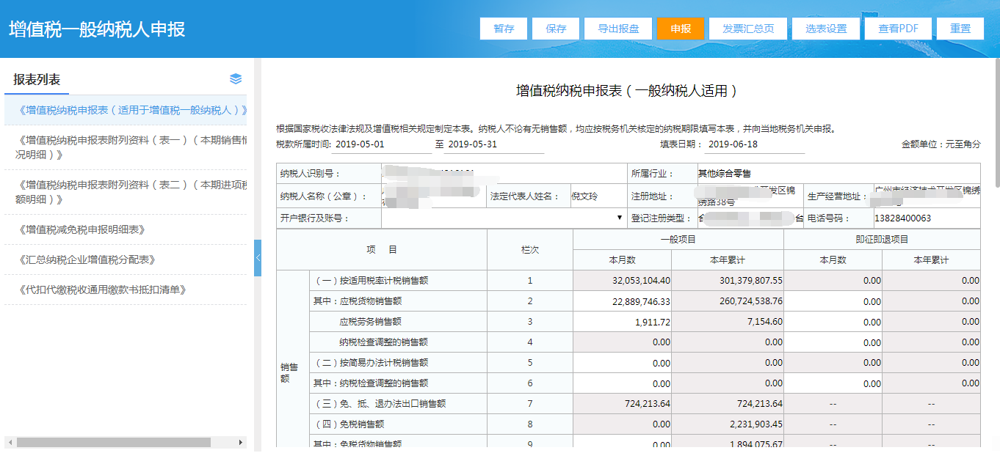 增值税一般纳税人申报
暂存 保存 导出报盘 申报 发票汇总页 选表设置 查看PDF 重置
报表列表
《增值税纳税申报表（适用于增值税一般纳税人）》
《增值税纳税申报表附列资料（表一）（本期销售情
况明细）》
《增值税纳税申报表附列资料（表二）（本期进项税
额明细）》
《增值税减免税申报明细表》
《汇总纳税企业增值税分配表》
《代扣代缴税收通用缴款书抵扣清单》
增值税纳税申报表（一般纳税人适用）
根据国家税收法律法规及增值税相关规定制定本表。纳税人不论有无销售额，均应按税务机关核定的纳税期限填写本表，并向当地税务机关申报。
税款所属时间: 2019-05-01 至 2019-05-31 填表日期： 2019-06-18 金额单位：元至角分
纳税人识别号： 所属行业： 其他综合零售
纳税人名称（公章）： 法定代表人姓名： 倪文玲 注册地址： 开发区锦
绣路38号 生产经营地址： 广州市经济技术开发区锦绣
开户银行及账号： 登记注册类型： 台 电话号码： 13828400063
项 目 栏次 一般项目 即征即退项目
本月数 本年累计 本月数 本年累计
销售
额
（一）按适用税率计税销售额 1 32,053,104.40 301,379,807.55 0.00 0.00
其中：应税货物销售额 2 22,889,746.33 260,724,538.76 0.00 0.00
应税劳务销售额 3 1,911.72 7,154.60 0.00 0.00
纳税检查调整的销售额 4 0.00 0.00 0.00 0.00
（二）按简易办法计税销售额 5 0.00 0.00 0.00 0.00
其中：纳税检查调整的销售额 6 0.00 0.00 0.00 0.00
（三）免、抵、退办法出口销售额 7 724,213.64 724,213.64 -- --
（四）免税销售额 8 0.00 2,231,903.45 -- --
其中：免税货物销售额 9 0.00 1,894,075.67 -- --